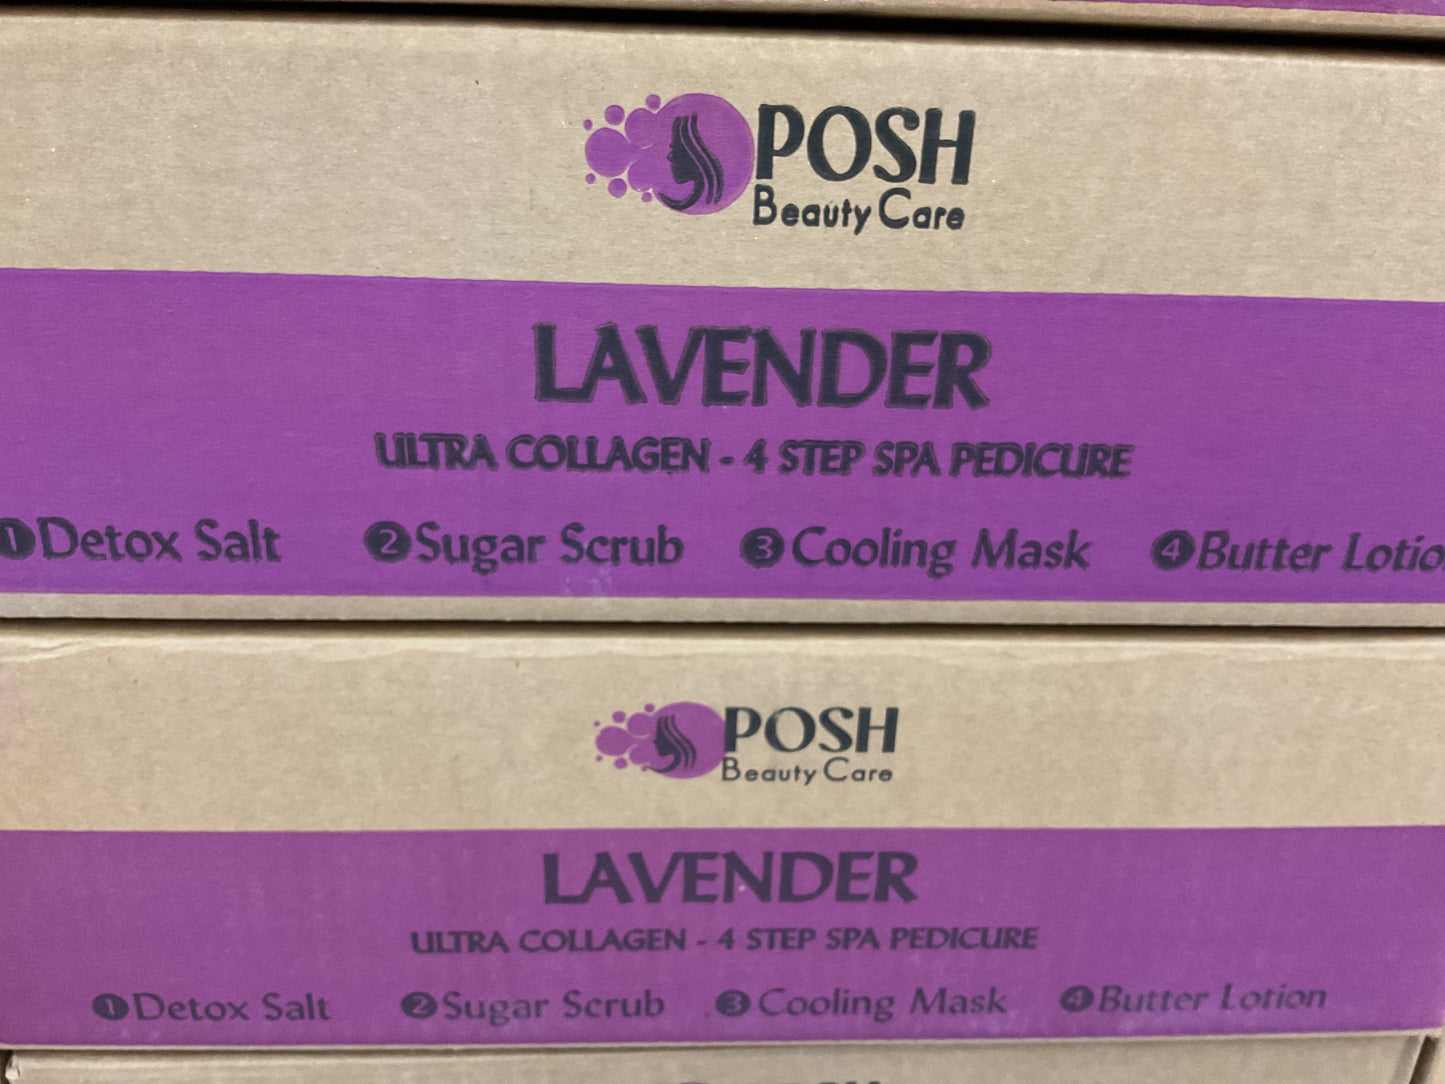 POSH
Beauty Care
LAVENDER
ULTRA COLLAGEN - 4 STEP SPA PEDICURE
1 Detox Salt 2 Sugar Scrub 3 Cooling Mask 4 Butter Lotio
POSH
Beauty Care
LAVENDER
ULTRA COLLAGEN - 4 STEP SPA PEDICURE
1 Detox Salt 2 Sugar Scrub 3 Cooling Mask 4 Butter Lotion
POSH